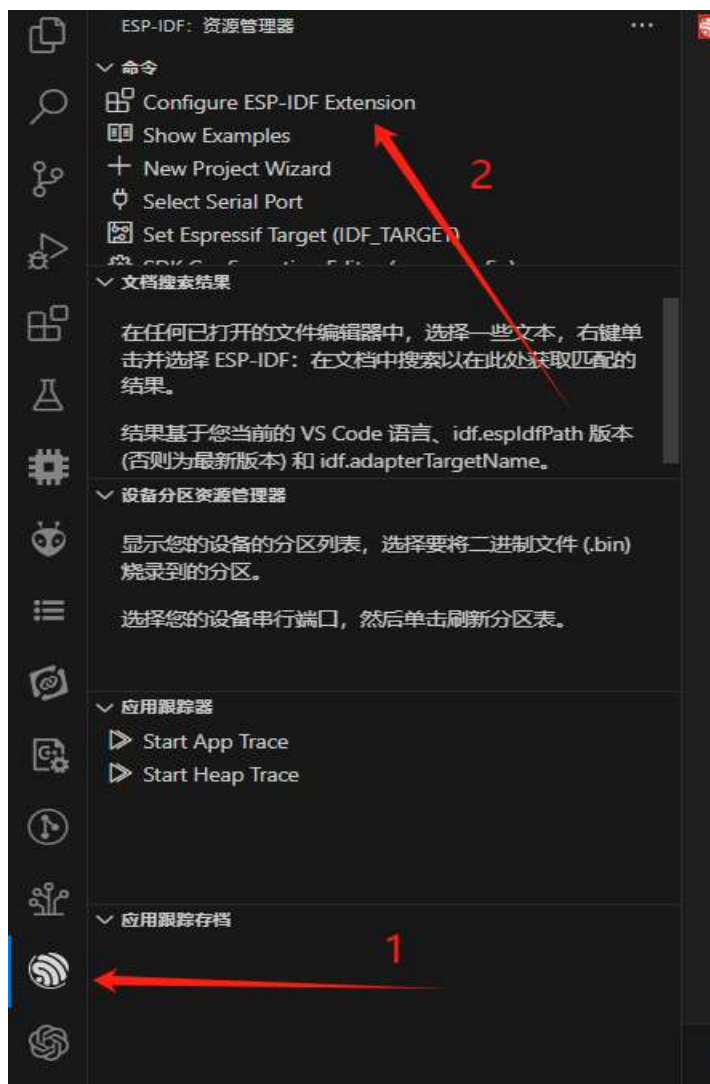 ESP-IDF：资源管理器
命令
Configure ESP-IDF Extension
Show Examples
New Project Wizard
2
Select Serial Port
Set Espressif Target (IDF_TARGET)
文档搜索结果
在任何已打开的文件编辑器中，选择一些文本，右键单
击并选择 ESP-IDF：在文档中搜索以在此处获取匹配的
结果。
结果基于您当前的 VS Code 语言、idf.espIdfPath 版本
(否则为最新版本) 和 idf.adapterTargetName。
设备分区资源管理器
显示您的设备的分区列表，选择要将二进制文件 (.bin)
烧录到的分区。
选择您的设备串行端口，然后单击刷新分区表。
应用跟踪器
Start App Trace
Start Heap Trace
应用跟踪存档
1